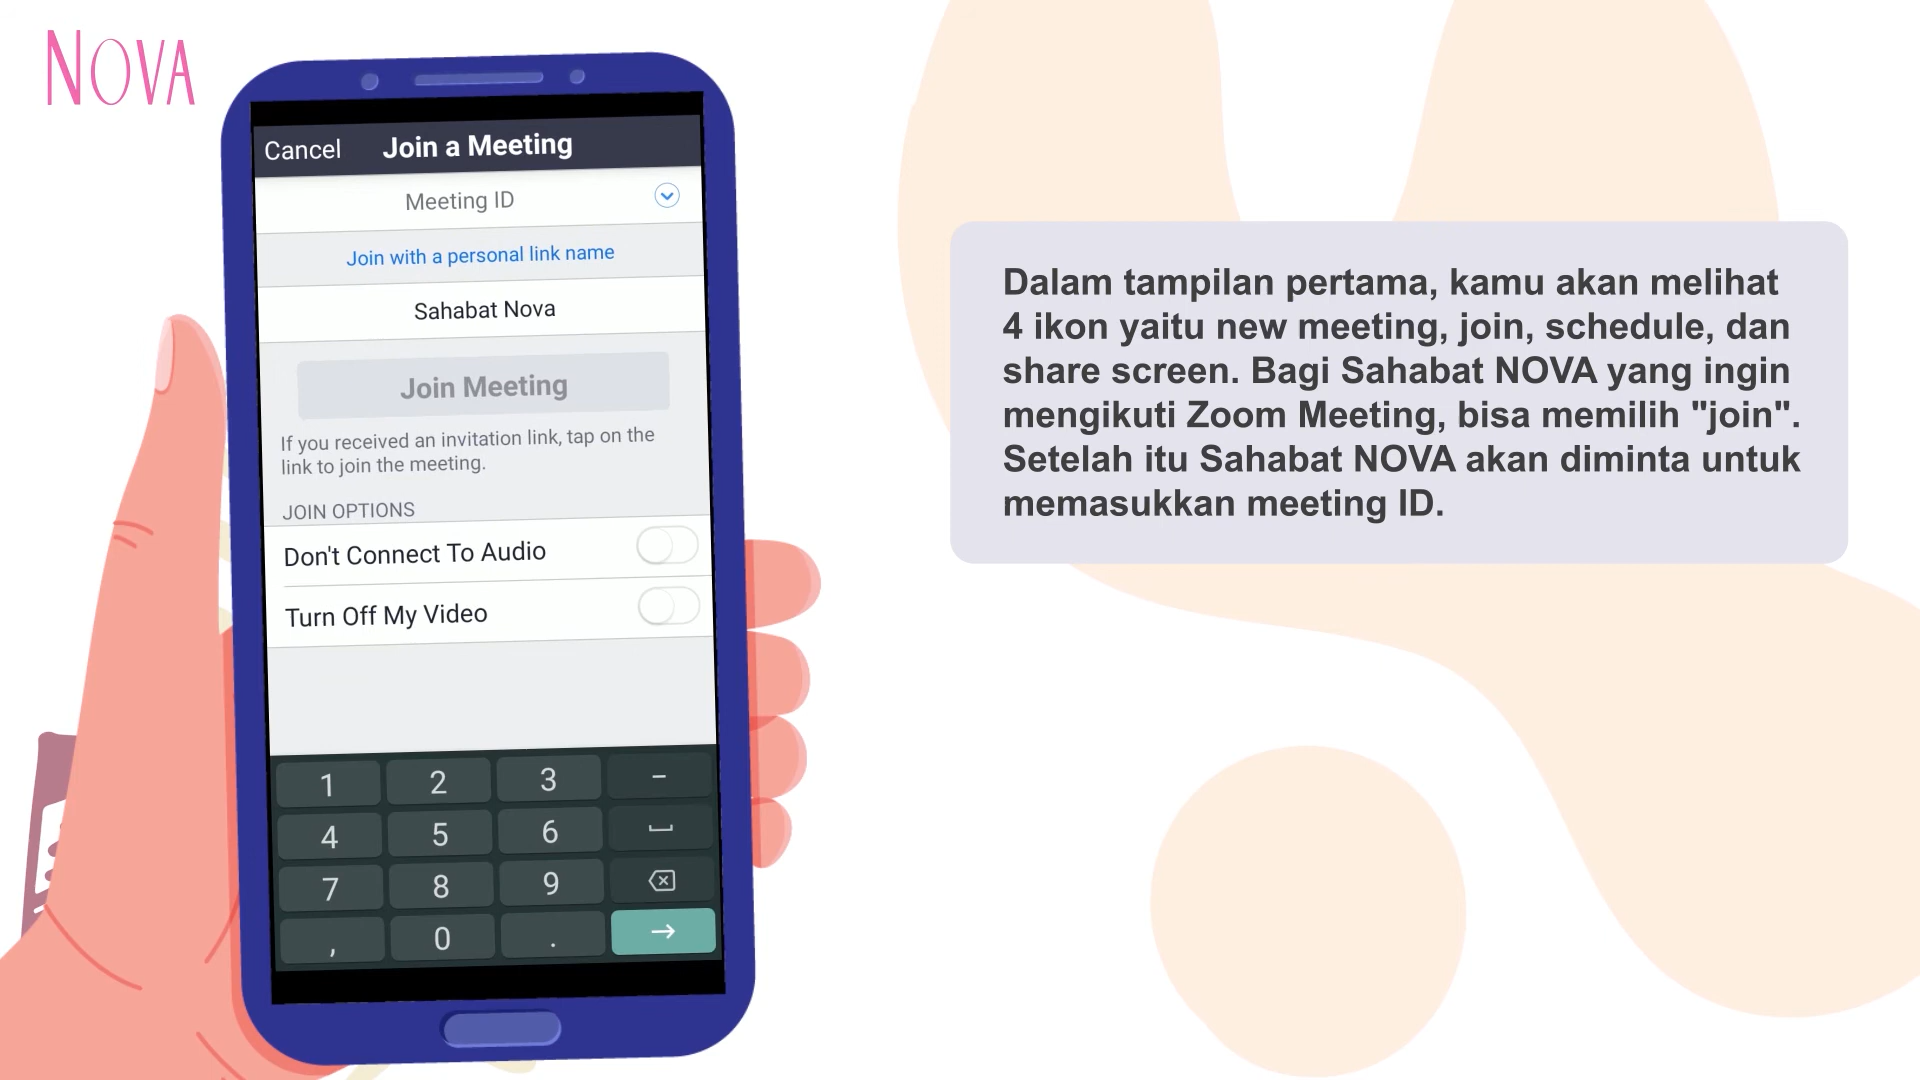 NOVA
Cancel Join a Meeting
Meeting ID
Join with a personal link name
Sahabat Nova
Join Meeting
If you received an invitation link, tap on the
link to join the meeting.
JOIN OPTIONS
Don't Connect To Audio
Turn Off My Video
1 2 3 –
4 5 6
7 8 9
, 0 . →
Dalam tampilan pertama, kamu akan melihat
4 ikon yaitu new meeting, join, schedule, dan
share screen. Bagi Sahabat NOVA yang ingin
mengikuti Zoom Meeting, bisa memilih "join".
Setelah itu Sahabat NOVA akan diminta untuk
memasukkan meeting ID.